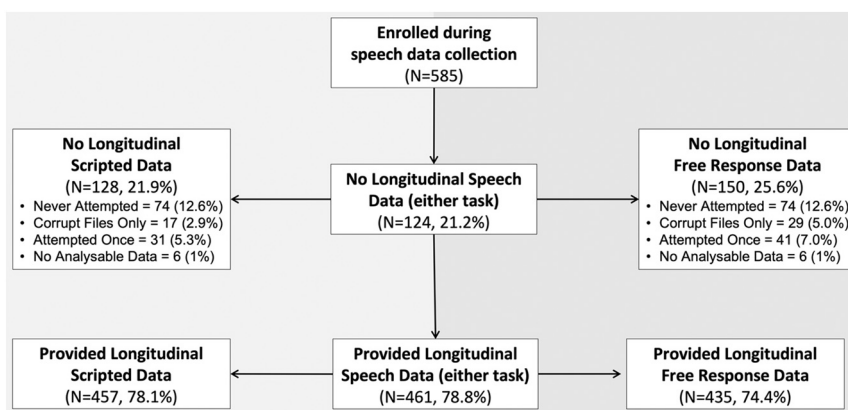 Enrolled during
speech data collection
(N=585)
No Longitudinal
Scripted Data
(N=128, 21.9%)
• Never Attempted = 74 (12.6%)
• Corrupt Files Only = 17 (2.9%)
• Attempted Once = 31 (5.3%)
• No Analysable Data = 6 (1%)
No Longitudinal Speech
Data (either task)
(N=124, 21.2%)
No Longitudinal
Free Response Data
(N=150, 25.6%)
• Never Attempted = 74 (12.6%)
• Corrupt Files Only = 29 (5.0%)
• Attempted Once = 41 (7.0%)
• No Analysable Data = 6 (1%)
Provided Longitudinal
Scripted Data
(N=457, 78.1%)
Provided Longitudinal
Speech Data (either task)
(N=461, 78.8%)
Provided Longitudinal
Free Response Data
(N=435, 74.4%)